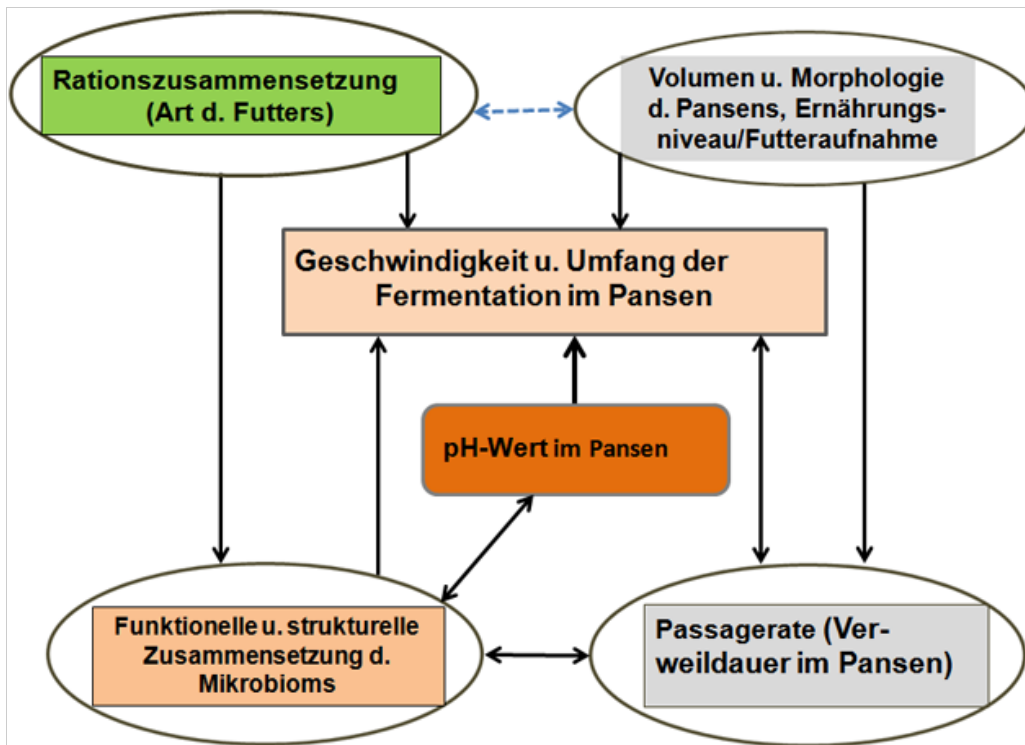 Rationszusammensetzung
(Art d. Futters)
Volumen u. Morphologie
d. Pansens, Ernährungs-
niveau/Futteraufnahme
Geschwindigkeit u. Umfang der
Fermentation im Pansen
pH-Wert im Pansen
Funktionelle u. strukturelle
Zusammensetzung d.
Mikrobioms
Passagerate (Ver-
weildauer im Pansen)